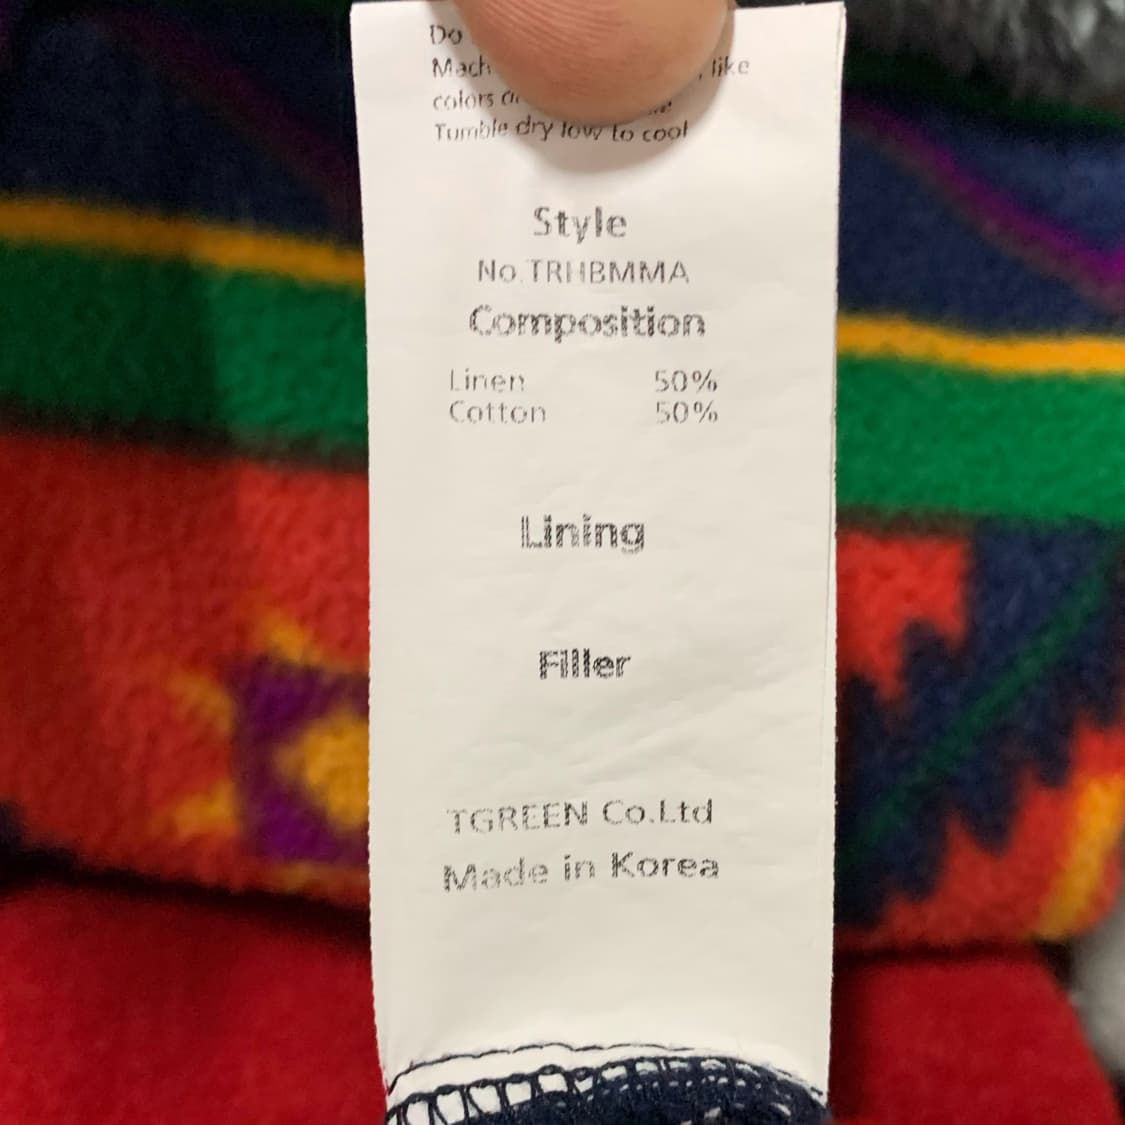 Do
Mach like
colors
Tumble dry low to cool
Style
No.TRHBMMA
Composition
Linen 50%
Cotton 50%
Lining
Filler
TGREEN Co.Ltd
Made in Korea